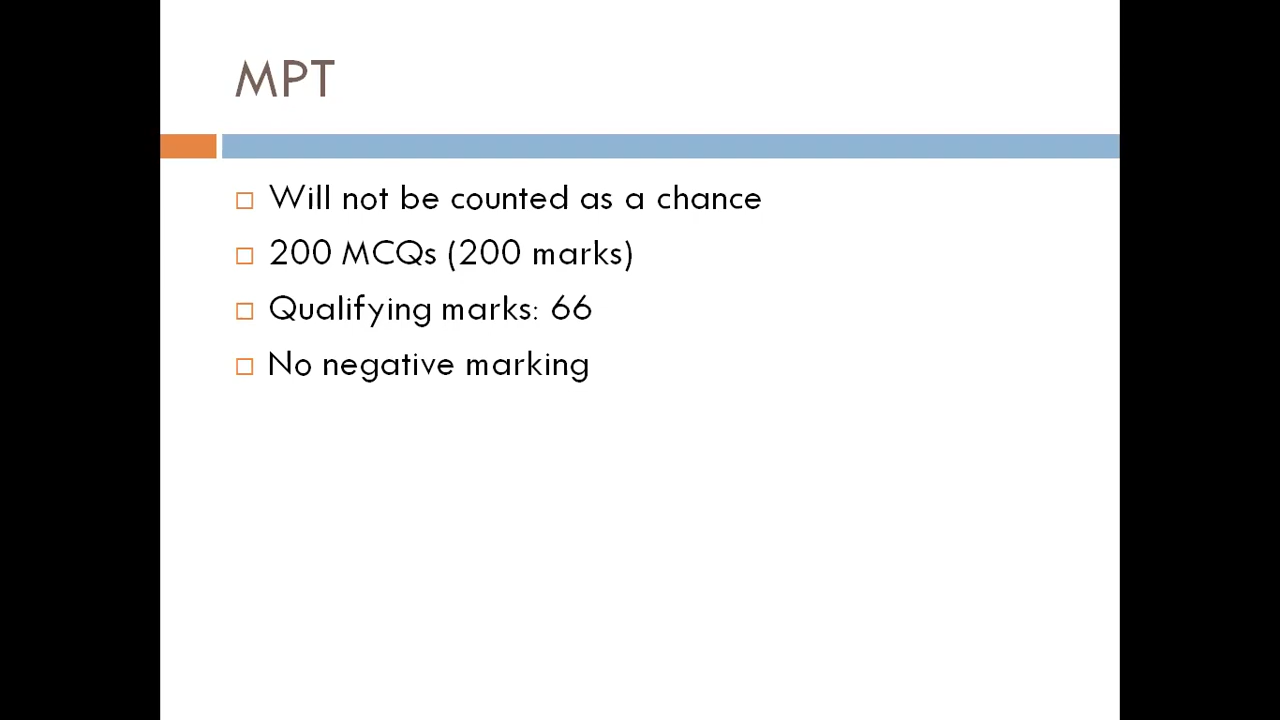 MPT
Will not be counted as a chance
200 MCQs (200 marks)
Qualifying marks: 66
No negative marking